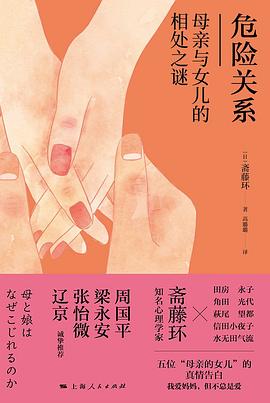 危险关系
母亲与女儿的
相处之谜
[日]斋藤环 著
高璐璐 译
田房 永子
角田 光代
萩尾 望都
信田小夜子
水无田气流
×
斋藤环
知名心理学家
五位“母亲的女儿”的
真情告白
我爱妈妈,但不总是爱
周国平
梁永安
张怡微
辽京
诚挚推荐
母と娘は
なぜこじれるのか
上海人民出版社